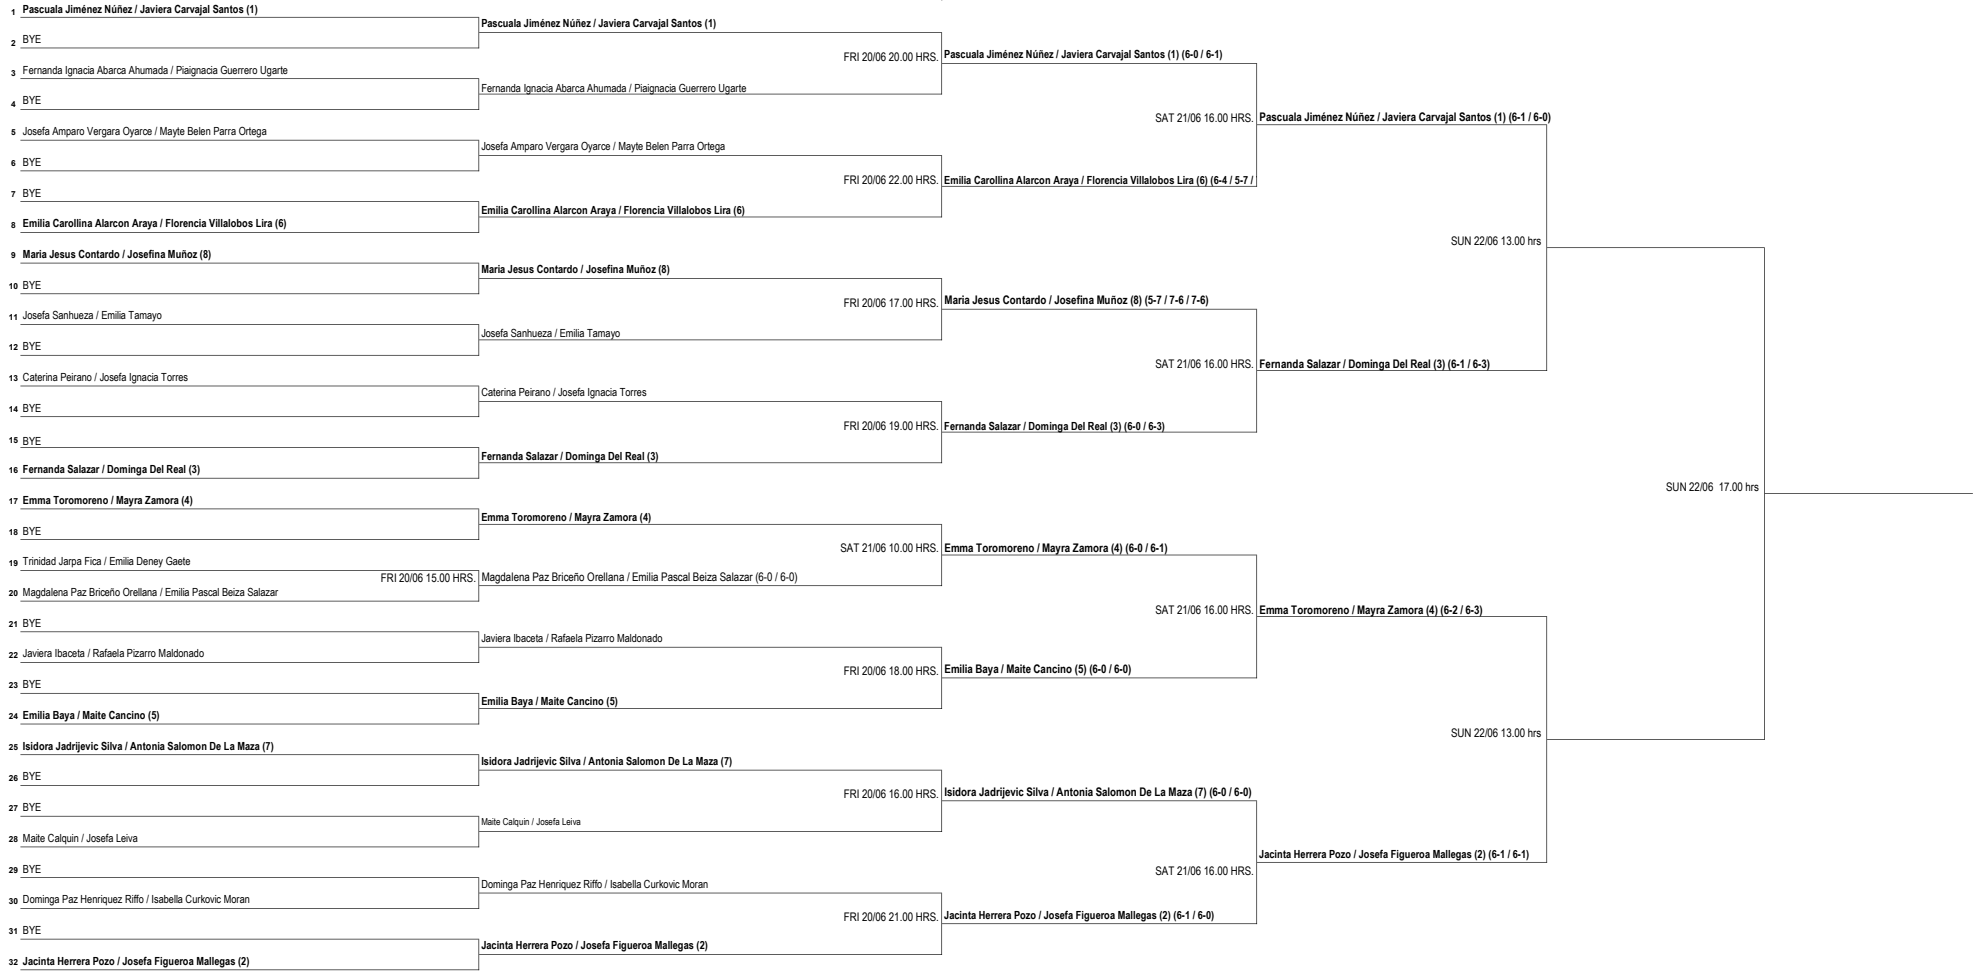 1 Pascuala Jiménez Núñez / Javiera Carvajal Santos (1)
Pascuala Jiménez Núñez / Javiera Carvajal Santos (1)
2 BYE
FRI 20/06 20.00 HRS. Pascuala Jiménez Núñez / Javiera Carvajal Santos (1) (6-0 / 6-1)
3 Fernanda Ignacia Abarca Ahumada / Piaignacia Guerrero Ugarte
Fernanda Ignacia Abarca Ahumada / Piaignacia Guerrero Ugarte
4 BYE
SAT 21/06 16.00 HRS. Pascuala Jiménez Núñez / Javiera Carvajal Santos (1) (6-1 / 6-0)
5 Josefa Amparo Vergara Oyarce / Mayte Belen Parra Ortega
Josefa Amparo Vergara Oyarce / Mayte Belen Parra Ortega
6 BYE
FRI 20/06 22.00 HRS. Emilia Carollina Alarcon Araya / Florencia Villalobos Lira (6) (6-4 / 5-7 /
7 BYE
Emilia Carollina Alarcon Araya / Florencia Villalobos Lira (6)
8 Emilia Carollina Alarcon Araya / Florencia Villalobos Lira (6)
SUN 22/06 13.00 hrs
9 Maria Jesus Contardo / Josefina Muñoz (8)
Maria Jesus Contardo / Josefina Muñoz (8)
10 BYE
FRI 20/06 17.00 HRS. Maria Jesus Contardo / Josefina Muñoz (8) (5-7 / 7-6 / 7-6)
11 Josefa Sanhueza / Emilia Tamayo
Josefa Sanhueza / Emilia Tamayo
12 BYE
SAT 21/06 16.00 HRS. Fernanda Salazar / Dominga Del Real (3) (6-1 / 6-3)
13 Caterina Peirano / Josefa Ignacia Torres
Caterina Peirano / Josefa Ignacia Torres
14 BYE
FRI 20/06 19.00 HRS. Fernanda Salazar / Dominga Del Real (3) (6-0 / 6-3)
15 BYE
Fernanda Salazar / Dominga Del Real (3)
16 Fernanda Salazar / Dominga Del Real (3)
SUN 22/06 17.00 hrs
17 Emma Toromoreno / Mayra Zamora (4)
Emma Toromoreno / Mayra Zamora (4)
18 BYE
SAT 21/06 10.00 HRS. Emma Toromoreno / Mayra Zamora (4) (6-0 / 6-1)
19 Trinidad Jarpa Fica / Emilia Deney Gaete
FRI 20/06 15.00 HRS. Magdalena Paz Briceño Orellana / Emilia Pascal Beiza Salazar (6-0 / 6-0)
20 Magdalena Paz Briceño Orellana / Emilia Pascal Beiza Salazar
SAT 21/06 16.00 HRS. Emma Toromoreno / Mayra Zamora (4) (6-2 / 6-3)
21 BYE
Javiera Ibaceta / Rafaela Pizarro Maldonado
22 Javiera Ibaceta / Rafaela Pizarro Maldonado
FRI 20/06 18.00 HRS. Emilia Baya / Maite Cancino (5) (6-0 / 6-0)
23 BYE
Emilia Baya / Maite Cancino (5)
24 Emilia Baya / Maite Cancino (5)
SUN 22/06 13.00 hrs
25 Isidora Jadrijevic Silva / Antonia Salomon De La Maza (7)
Isidora Jadrijevic Silva / Antonia Salomon De La Maza (7)
26 BYE
FRI 20/06 16.00 HRS. Isidora Jadrijevic Silva / Antonia Salomon De La Maza (7) (6-0 / 6-0)
27 BYE
Maite Calquin / Josefa Leiva
28 Maite Calquin / Josefa Leiva
Jacinta Herrera Pozo / Josefa Figueroa Mallegas (2) (6-1 / 6-1)
29 BYE
SAT 21/06 16.00 HRS.
Dominga Paz Henriquez Riffo / Isabella Curkovic Moran
30 Dominga Paz Henriquez Riffo / Isabella Curkovic Moran
FRI 20/06 21.00 HRS. Jacinta Herrera Pozo / Josefa Figueroa Mallegas (2) (6-1 / 6-0)
31 BYE
Jacinta Herrera Pozo / Josefa Figueroa Mallegas (2)
32 Jacinta Herrera Pozo / Josefa Figueroa Mallegas (2)